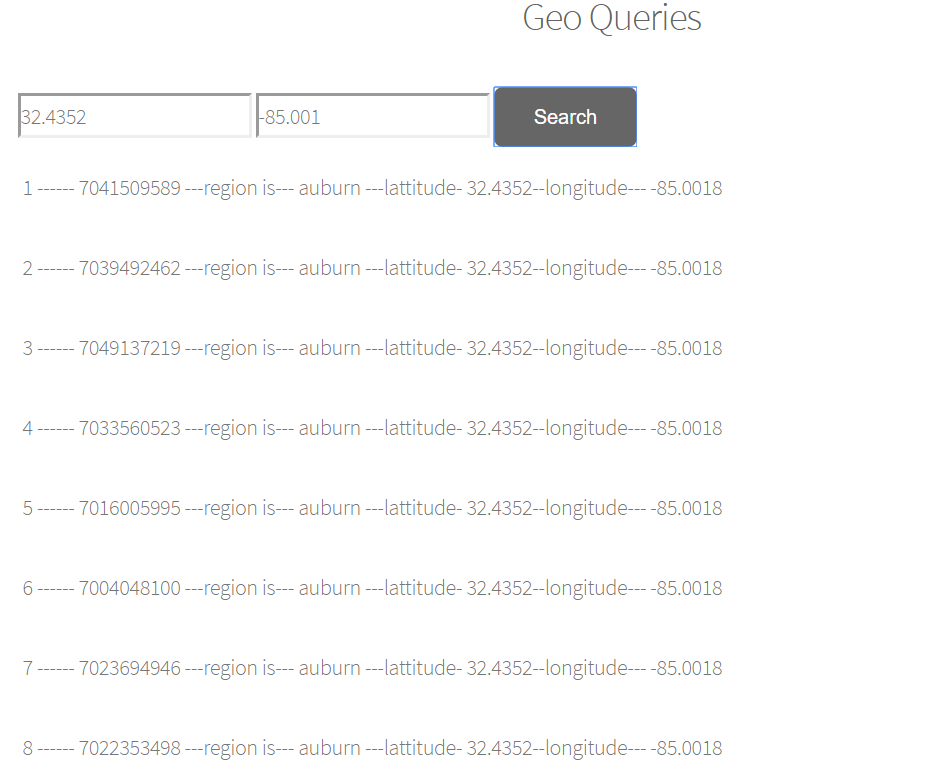 Geo Queries
32.4352 -85.001 Search
1 ------ 7041509589 ---region is--- auburn ---lattitude- 32.4352--longitude--- -85.0018
2 ------ 7039492462 ---region is--- auburn ---lattitude- 32.4352--longitude--- -85.0018
3 ------ 7049137219 ---region is--- auburn ---lattitude- 32.4352--longitude--- -85.0018
4 ------ 7033560523 ---region is--- auburn ---lattitude- 32.4352--longitude--- -85.0018
5 ------ 7016005995 ---region is--- auburn ---lattitude- 32.4352--longitude--- -85.0018
6 ------ 7004048100 ---region is--- auburn ---lattitude- 32.4352--longitude--- -85.0018
7 ------ 7023694946 ---region is--- auburn ---lattitude- 32.4352--longitude--- -85.0018
8 ------ 7022353498 ---region is--- auburn ---lattitude- 32.4352--longitude--- -85.0018